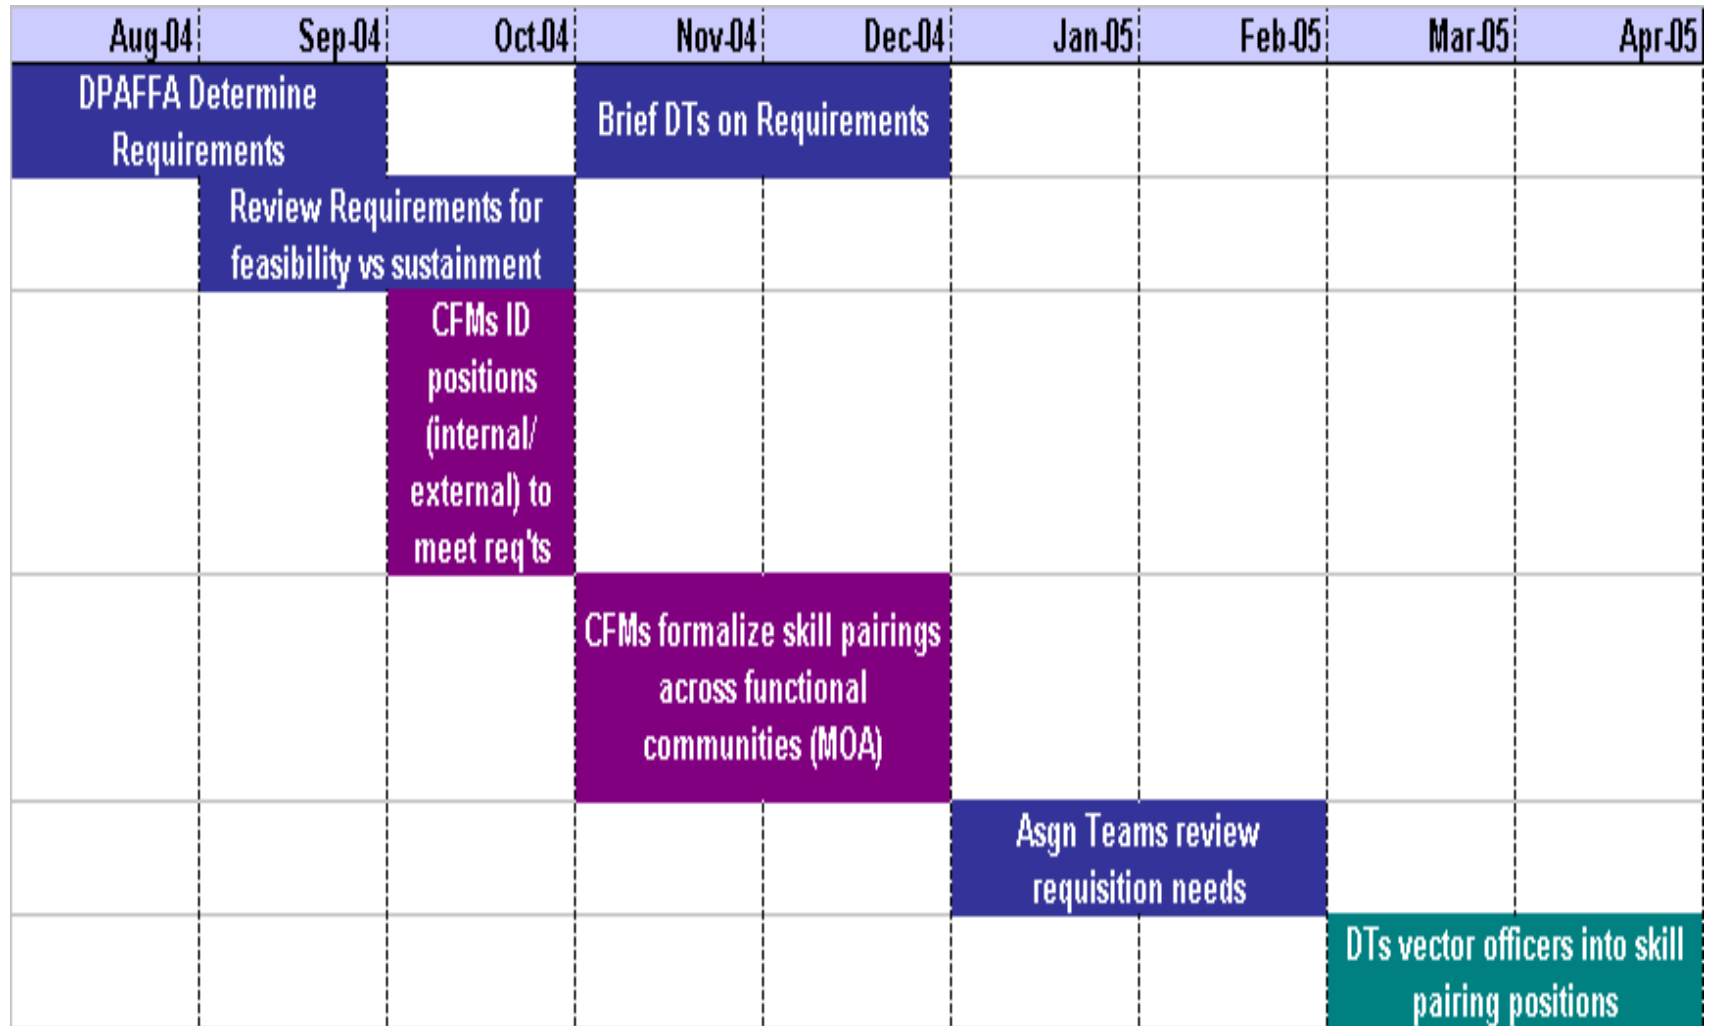 Aug-04 Sep-04 Oct-04 Nov-04 Dec-04 Jan-05 Feb-05 Mar-05 Apr-05
DPAFFA Determine
Requirements
Brief DTs on Requirements
Review Requirements for
feasibility vs sustainment
CFMs ID
positions
(internal/
external) to
meet req'ts
CFMs formalize skill pairings
across functional
communities (MOA)
Asgn Teams review
requisition needs
DTs vector officers into skill
pairing positions